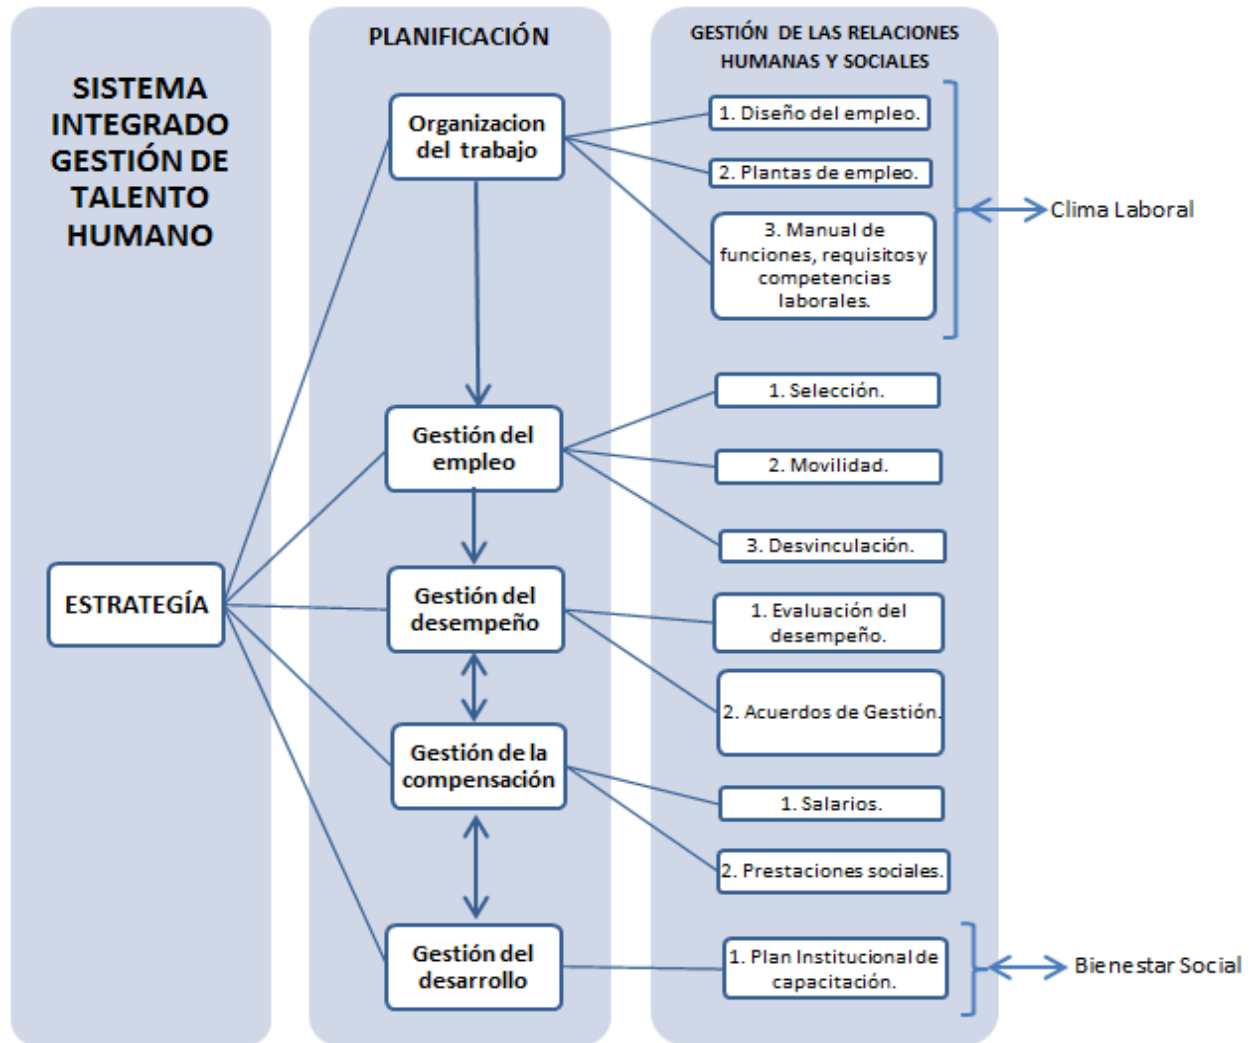 SISTEMA
INTEGRADO
GESTIÓN DE
TALENTO
HUMANO
ESTRATEGÍA
PLANIFICACIÓN
Organizacion
del trabajo
Gestión del
empleo
Gestión del
desempeño
Gestión de la
compensación
Gestión del
desarrollo
GESTIÓN DE LAS RELACIONES
HUMANAS Y SOCIALES
1. Diseño del empleo.
2. Plantas de empleo.
3. Manual de
funciones, requisitos y
competencias
laborales.
1. Selección.
2. Movilidad.
3. Desvinculación.
1. Evaluación del
desempeño.
2. Acuerdos de Gestión.
1. Salarios.
2. Prestaciones sociales.
1. Plan Institucional de
capacitación.
Clima Laboral
Bienestar Social